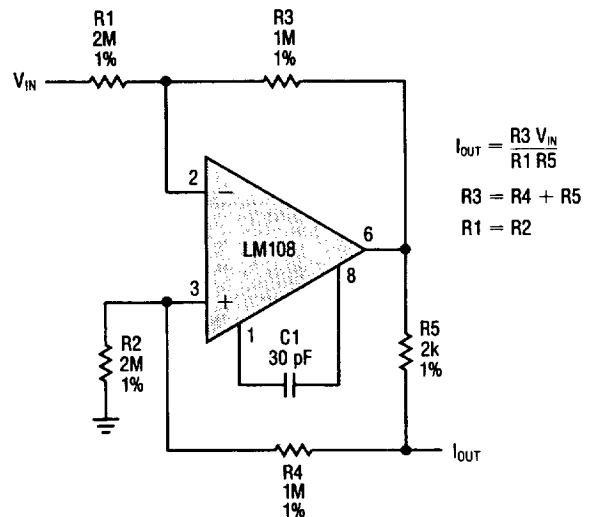 R1
2M
1%
R3
1M
1%
V_IN
I_OUT = R3 V_IN
R1 R5
R3 = R4 + R5
R1 = R2
2
−
LM108
6
8
3
+
1
C1
30 pF
R2
2M
1%
R5
2k
1%
R4
1M
1%
I_OUT